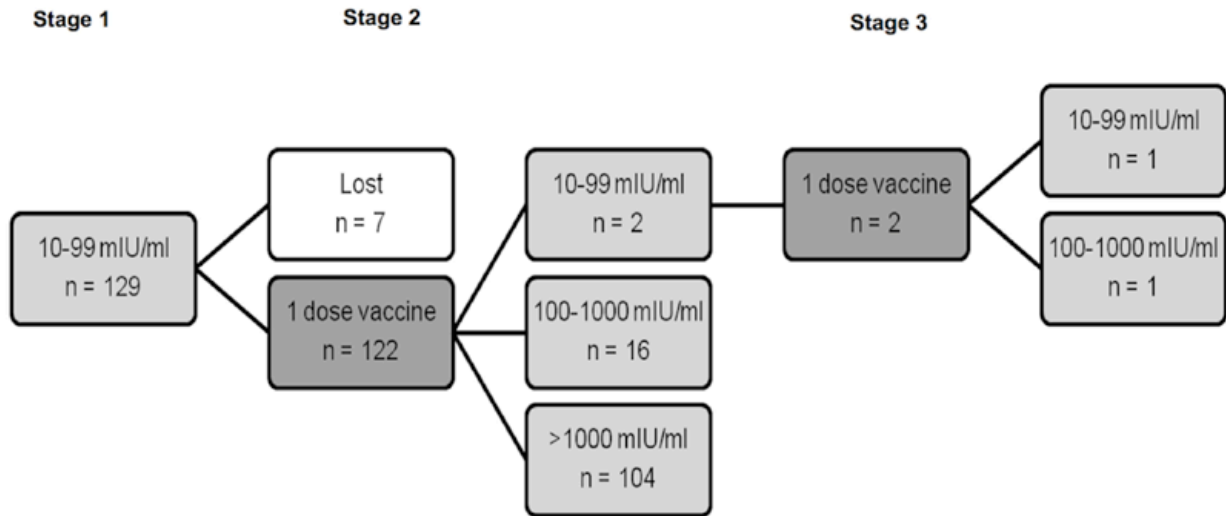 Stage 1
Stage 2
Stage 3
10-99 mIU/ml
n = 129
Lost
n = 7
1 dose vaccine
n = 122
10-99 mIU/ml
n = 2
100-1000 mIU/ml
n = 16
>1000 mIU/ml
n = 104
1 dose vaccine
n = 2
10-99 mIU/ml
n = 1
100-1000 mIU/ml
n = 1